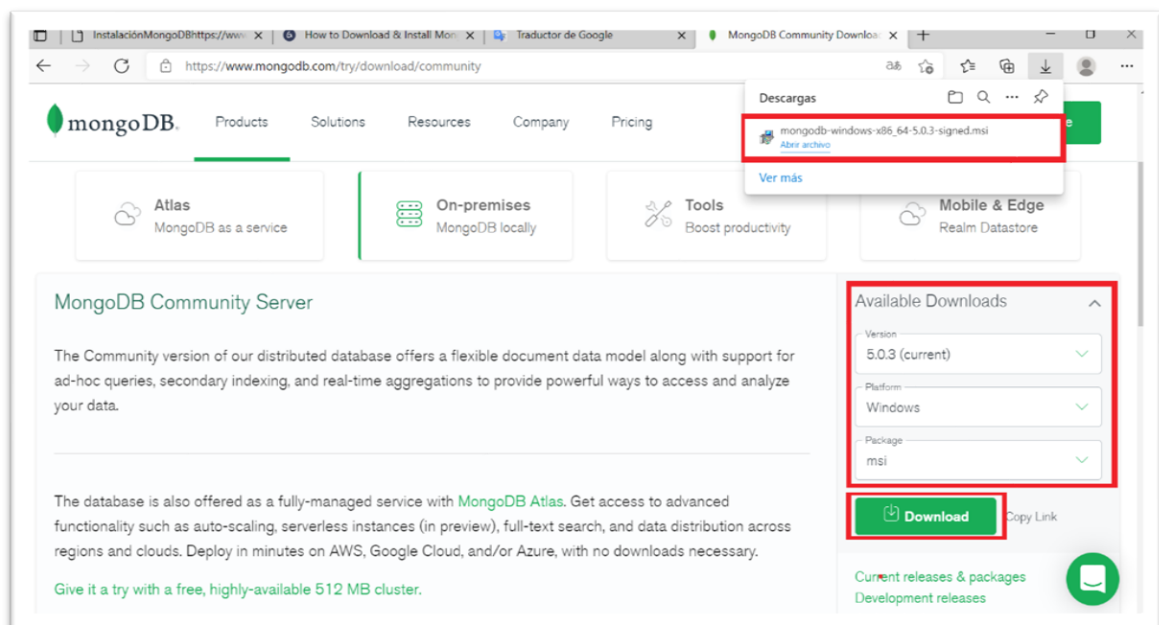 InstalaciónMongoDBhttps://www
How to Download & Install Mon
Traductor de Google
MongoDB Community Downloa
https://www.mongodb.com/try/download/community
Descargas
mongodb-windows-x86_64-5.0.3-signed.msi
Abrir archivo
Ver más
mongoDB.
Products
Solutions
Resources
Company
Pricing
e
Atlas
MongoDB as a service
On-premises
MongoDB locally
Tools
Boost productivity
Mobile & Edge
Realm Datastore
MongoDB Community Server
The Community version of our distributed database offers a flexible document data model along with support for
ad-hoc queries, secondary indexing, and real-time aggregations to provide powerful ways to access and analyze
your data.
The database is also offered as a fully-managed service with MongoDB Atlas. Get access to advanced
functionality such as auto-scaling, serverless instances (in preview), full-text search, and data distribution across
regions and clouds. Deploy in minutes on AWS, Google Cloud, and/or Azure, with no downloads necessary.
Give it a try with a free, highly-available 512 MB cluster.
Available Downloads
Version
5.0.3 (current)
Platform
Windows
Package
msi
Download
Copy Link
Current releases & packages
Development releases